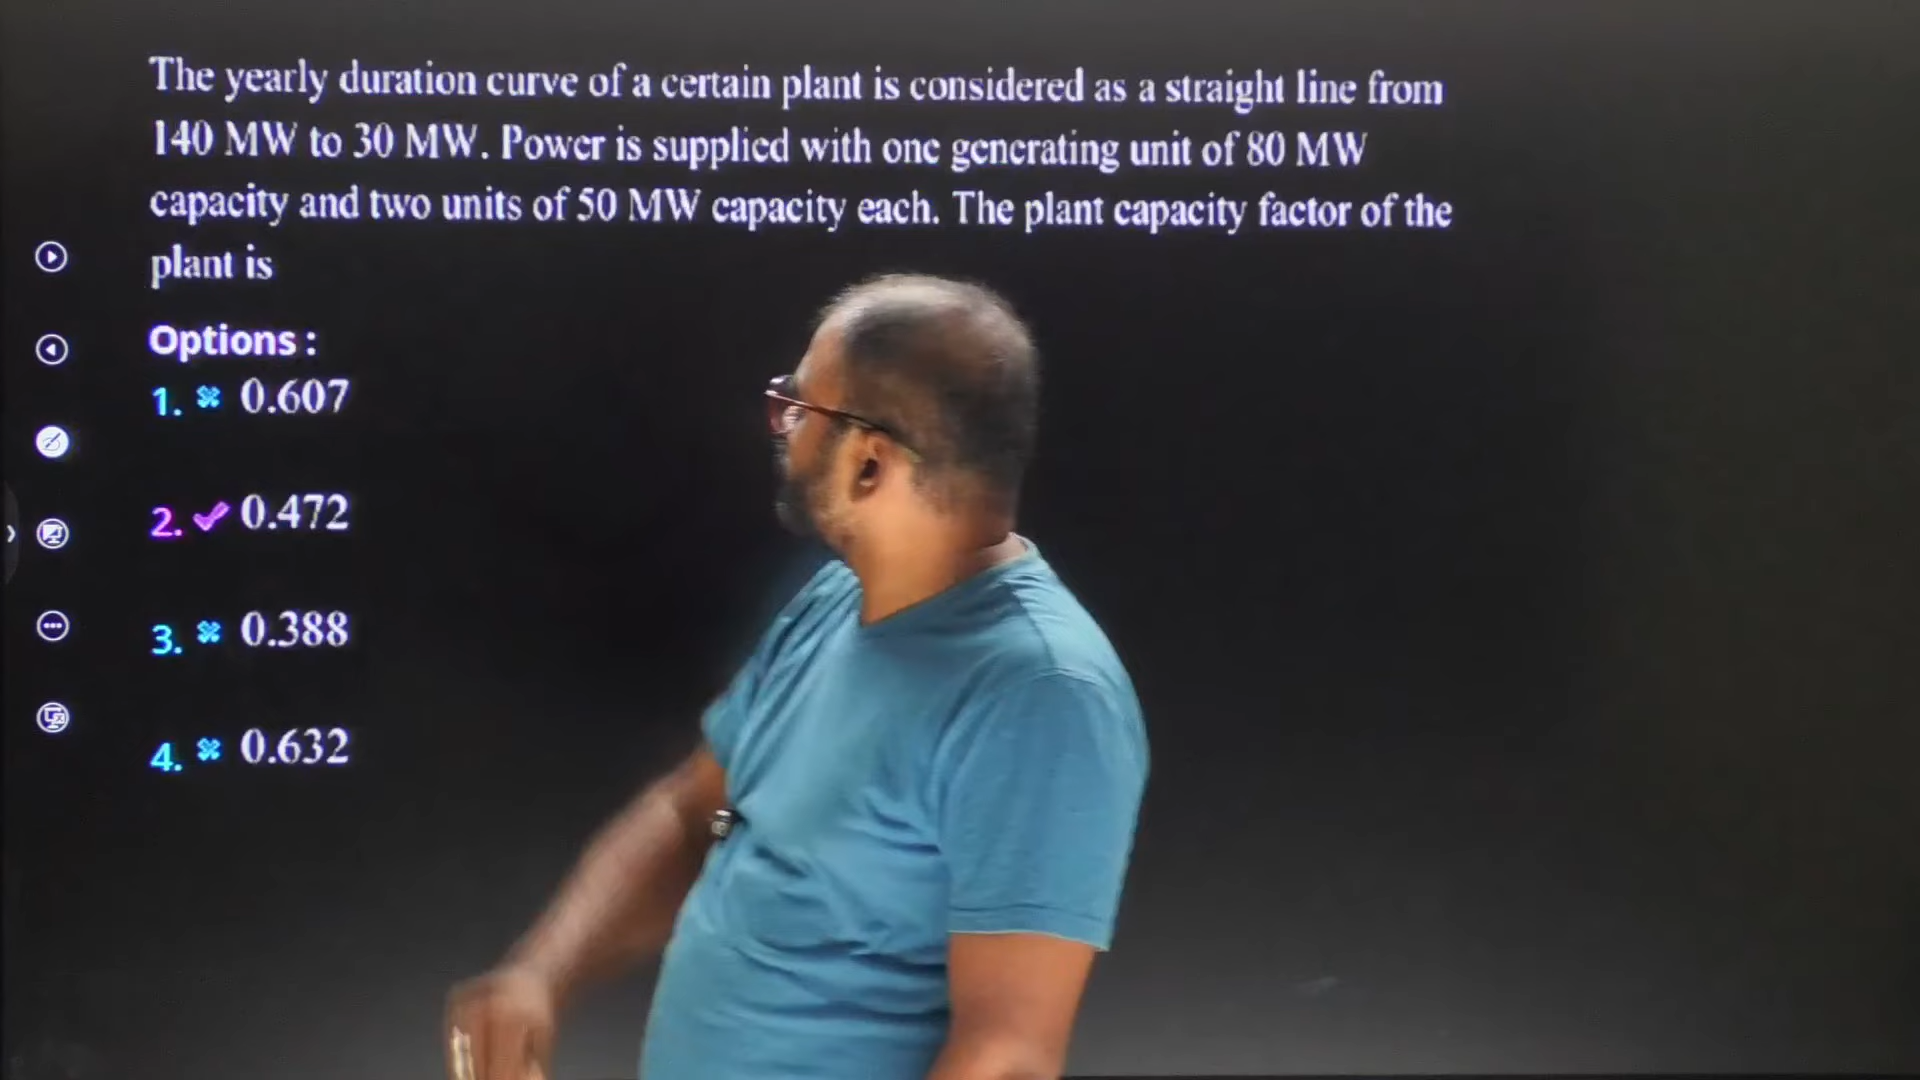 The yearly duration curve of a certain plant is considered as a straight line from
140 MW to 30 MW. Power is supplied with one generating unit of 80 MW
capacity and two units of 50 MW capacity each. The plant capacity factor of the
plant is
Options :
1. 0.607
2. 0.472
3. 0.388
4. 0.632